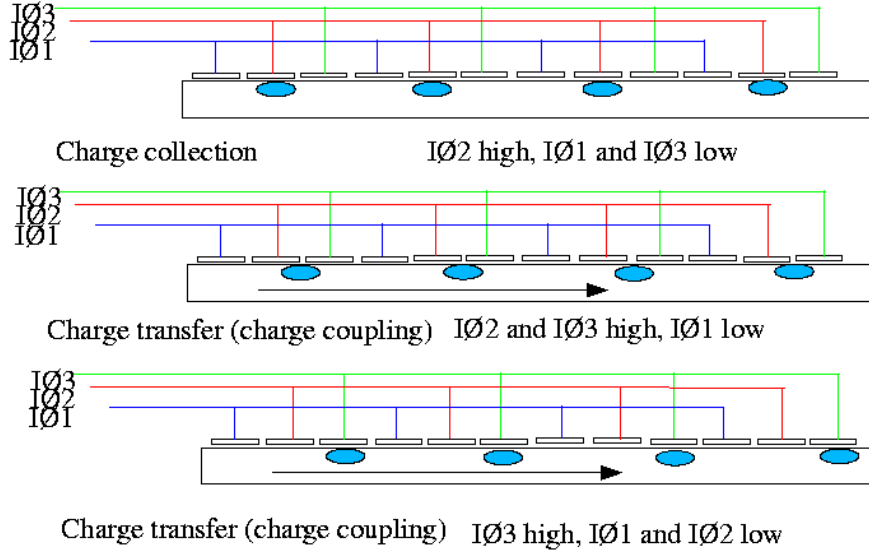 IØ3
IØ2
IØ1
Charge collection IØ2 high, IØ1 and IØ3 low
IØ3
IØ2
IØ1
Charge transfer (charge coupling) IØ2 and IØ3 high, IØ1 low
IØ3
IØ2
IØ1
Charge transfer (charge coupling) IØ3 high, IØ1 and IØ2 low